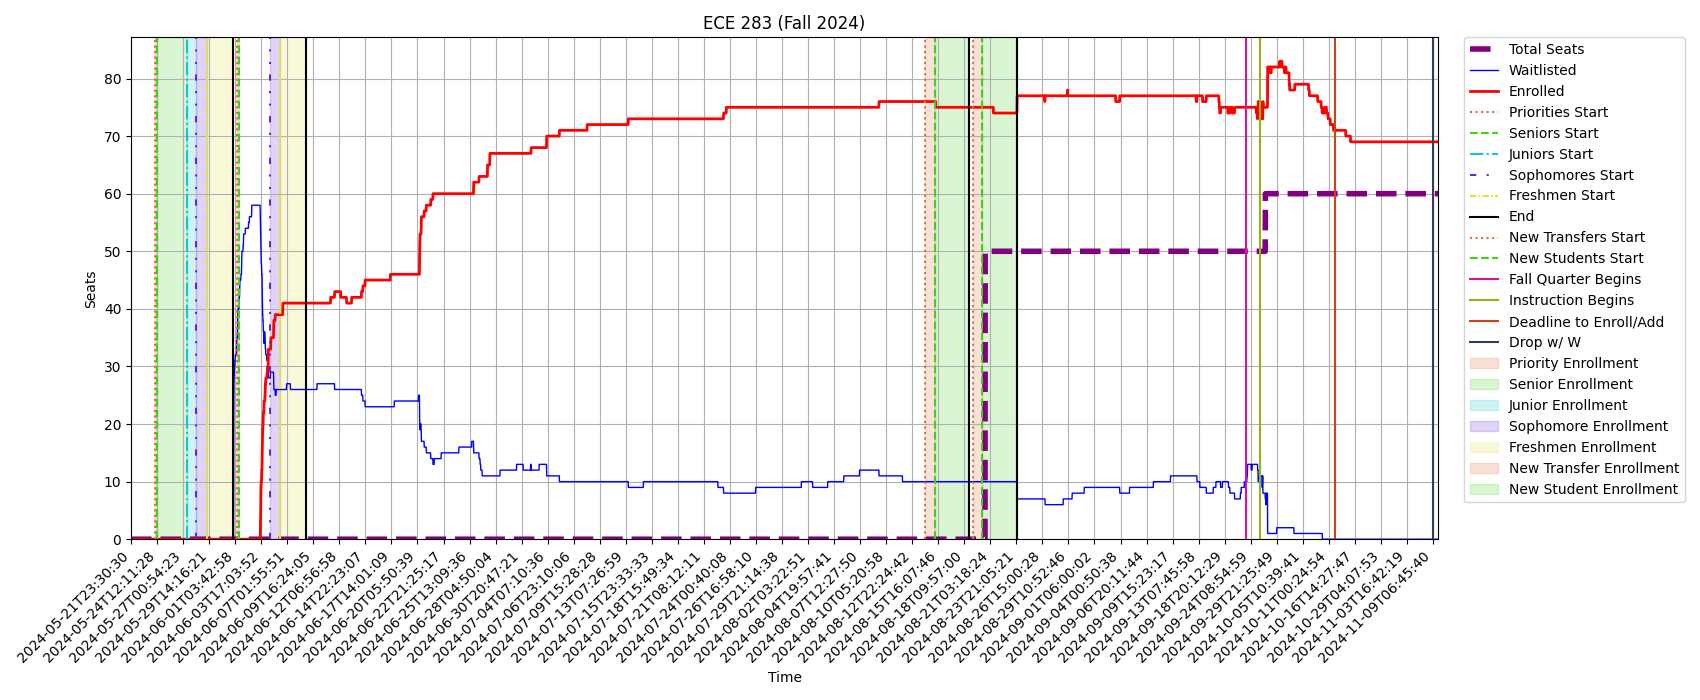 ECE 283 (Fall 2024)
Seats
80
70
60
50
40
30
20
10
0
2024-05-21T23:30:30
2024-05-24T12:11:28
2024-05-27T00:54:23
2024-05-29T14:16:21
2024-06-01T03:42:58
2024-06-03T17:03:52
2024-06-07T01:55:51
2024-06-09T16:24:05
2024-06-12T06:56:58
2024-06-14T22:23:07
2024-06-17T14:01:09
2024-06-20T05:50:39
2024-06-22T21:25:17
2024-06-25T13:09:36
2024-06-28T04:50:04
2024-06-30T20:47:21
2024-07-04T07:10:36
2024-07-06T23:10:06
2024-07-09T15:28:28
2024-07-13T07:26:59
2024-07-15T23:33:33
2024-07-18T15:49:34
2024-07-21T08:12:11
2024-07-24T00:40:08
2024-07-26T16:58:10
2024-07-29T21:14:38
2024-08-02T03:22:51
2024-08-04T19:57:41
2024-08-07T12:27:50
2024-08-10T05:20:58
2024-08-12T22:24:42
2024-08-15T16:07:46
2024-08-18T09:57:00
2024-08-21T03:18:24
2024-08-23T21:05:21
2024-08-26T15:00:28
2024-08-29T10:52:46
2024-09-01T06:00:02
2024-09-04T00:50:38
2024-09-06T20:11:44
2024-09-10T15:23:17
2024-09-13T07:45:58
2024-09-18T20:12:29
2024-09-24T08:54:59
2024-09-29T21:25:49
2024-10-05T10:39:41
2024-10-11T00:24:54
2024-10-16T14:27:47
2024-10-29T04:07:53
2024-11-03T16:42:19
2024-11-09T06:45:40
Time
Total Seats
Waitlisted
Enrolled
Priorities Start
Seniors Start
Juniors Start
Sophomores Start
Freshmen Start
End
New Transfers Start
New Students Start
Fall Quarter Begins
Instruction Begins
Deadline to Enroll/Add
Drop w/ W
Priority Enrollment
Senior Enrollment
Junior Enrollment
Sophomore Enrollment
Freshmen Enrollment
New Transfer Enrollment
New Student Enrollment